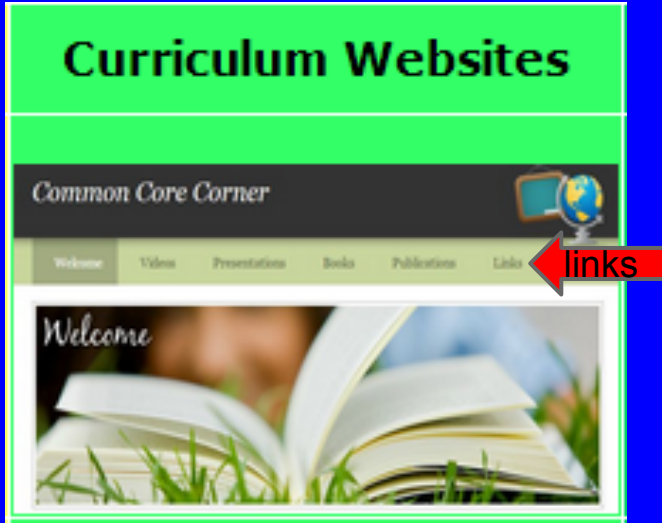 Curriculum Websites
Common Core Corner
Welcome Videos Presentations Books Publications Links
links
Welcome